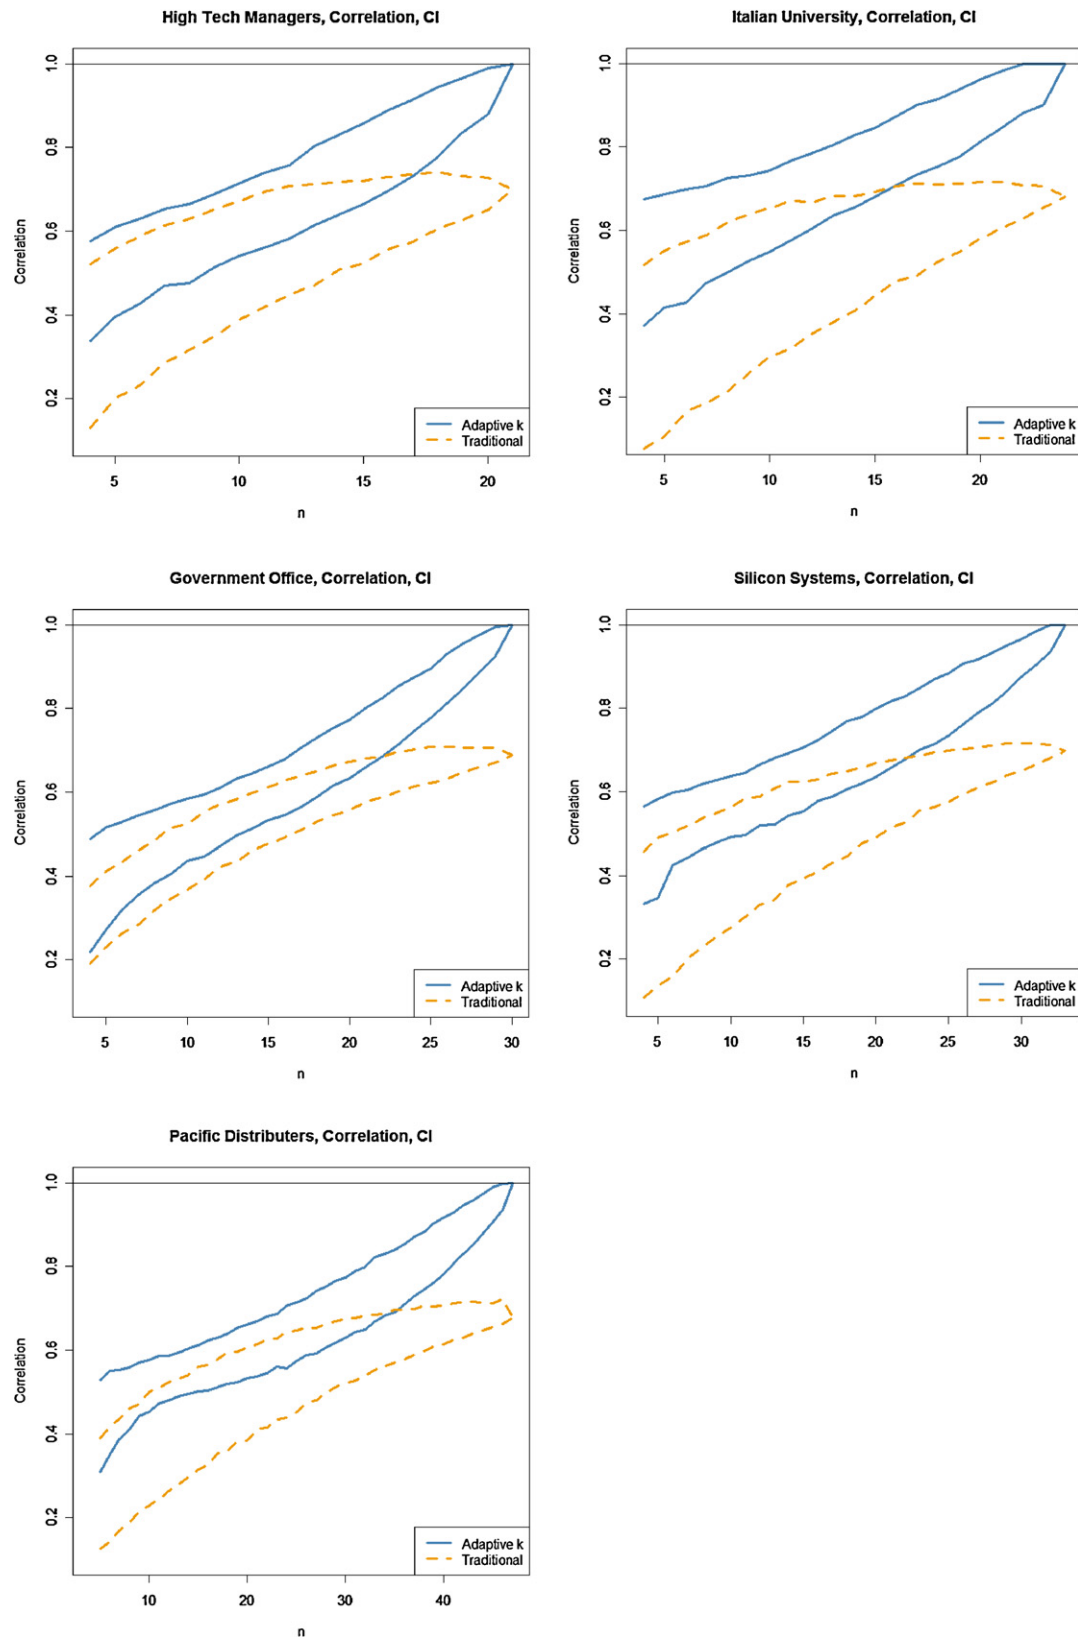 High Tech Managers, Correlation, CI
Correlation
1.0
0.8
0.6
0.4
0.2
Adaptive k
Traditional
5 10 15 20
n
Italian University, Correlation, CI
Correlation
1.0
0.8
0.6
0.4
0.2
Adaptive k
Traditional
5 10 15 20
n
Government Office, Correlation, CI
Correlation
1.0
0.8
0.6
0.4
0.2
Adaptive k
Traditional
5 10 15 20 25 30
n
Silicon Systems, Correlation, CI
Correlation
1.0
0.8
0.6
0.4
0.2
Adaptive k
Traditional
5 10 15 20 25 30
n
Pacific Distributers, Correlation, CI
Correlation
1.0
0.8
0.6
0.4
0.2
Adaptive k
Traditional
10 20 30 40
n